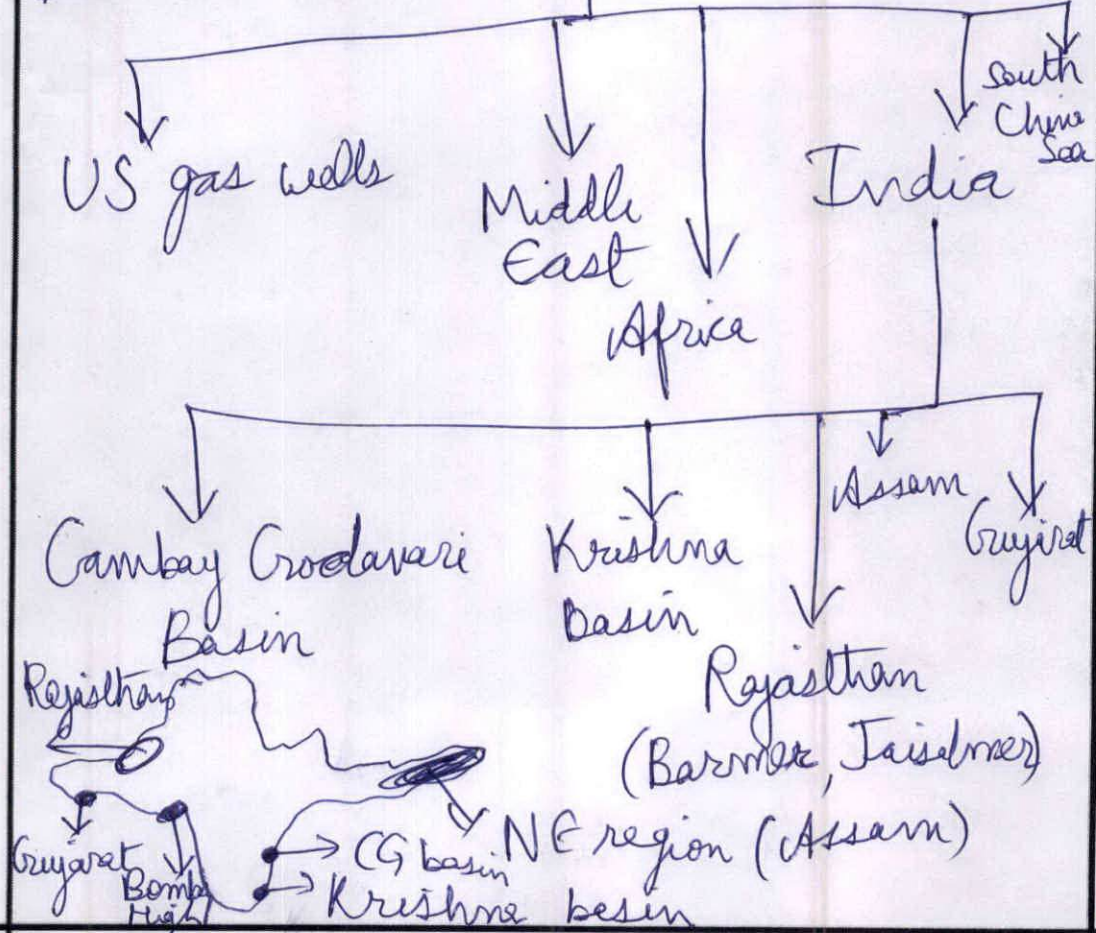 South
China
Sea
US gas wells
Middle
East
India
Africa
Assam
Gujarat
Cambay Godavari
Basin
Krishna
Basin
Rajasthan
(Barmer, Jaisalmer)
Rajasthan
NE region (Assam)
Gujarat
Bombay
High
CG basin
Krishna basin